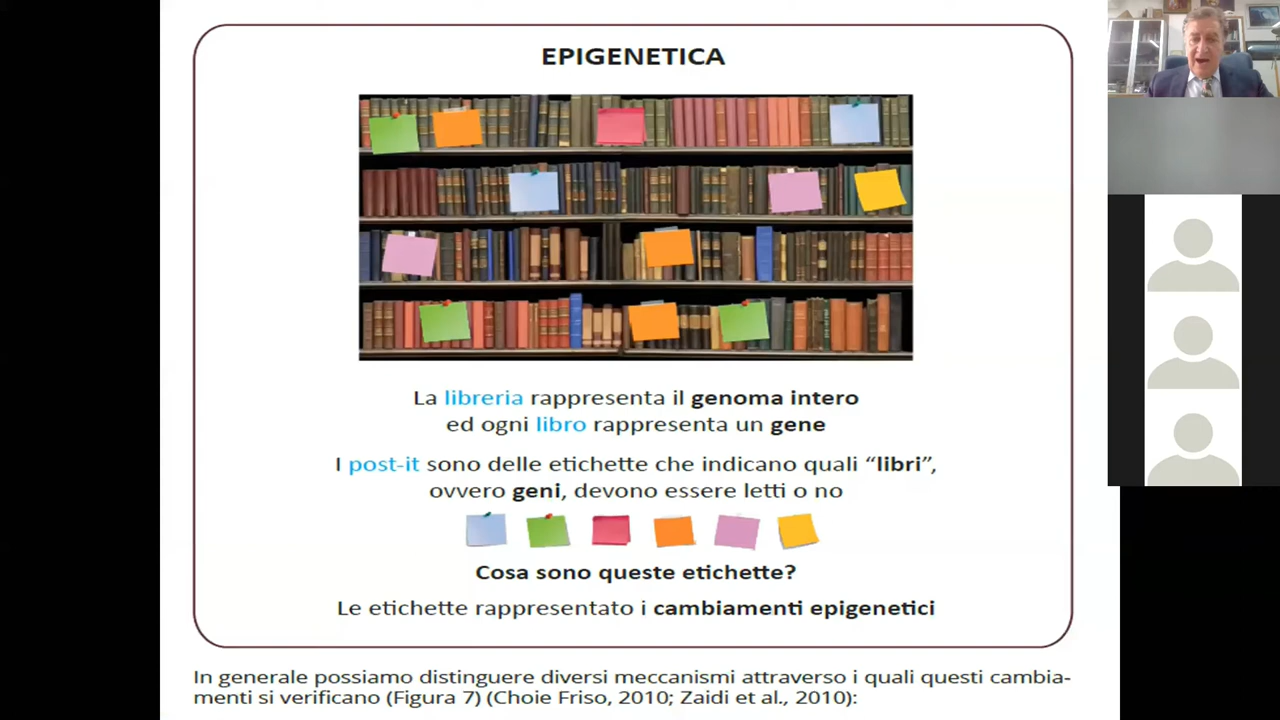 EPIGENETICA
La libreria rappresenta il genoma intero
ed ogni libro rappresenta un gene
I post-it sono delle etichette che indicano quali “libri”,
ovvero geni, devono essere letti o no
Cosa sono queste etichette?
Le etichette rappresentato i cambiamenti epigenetici
In generale possiamo distinguere diversi meccanismi attraverso i quali questi cambia-
menti si verificano (Figura 7) (Choie Friso, 2010; Zaidi et al., 2010):